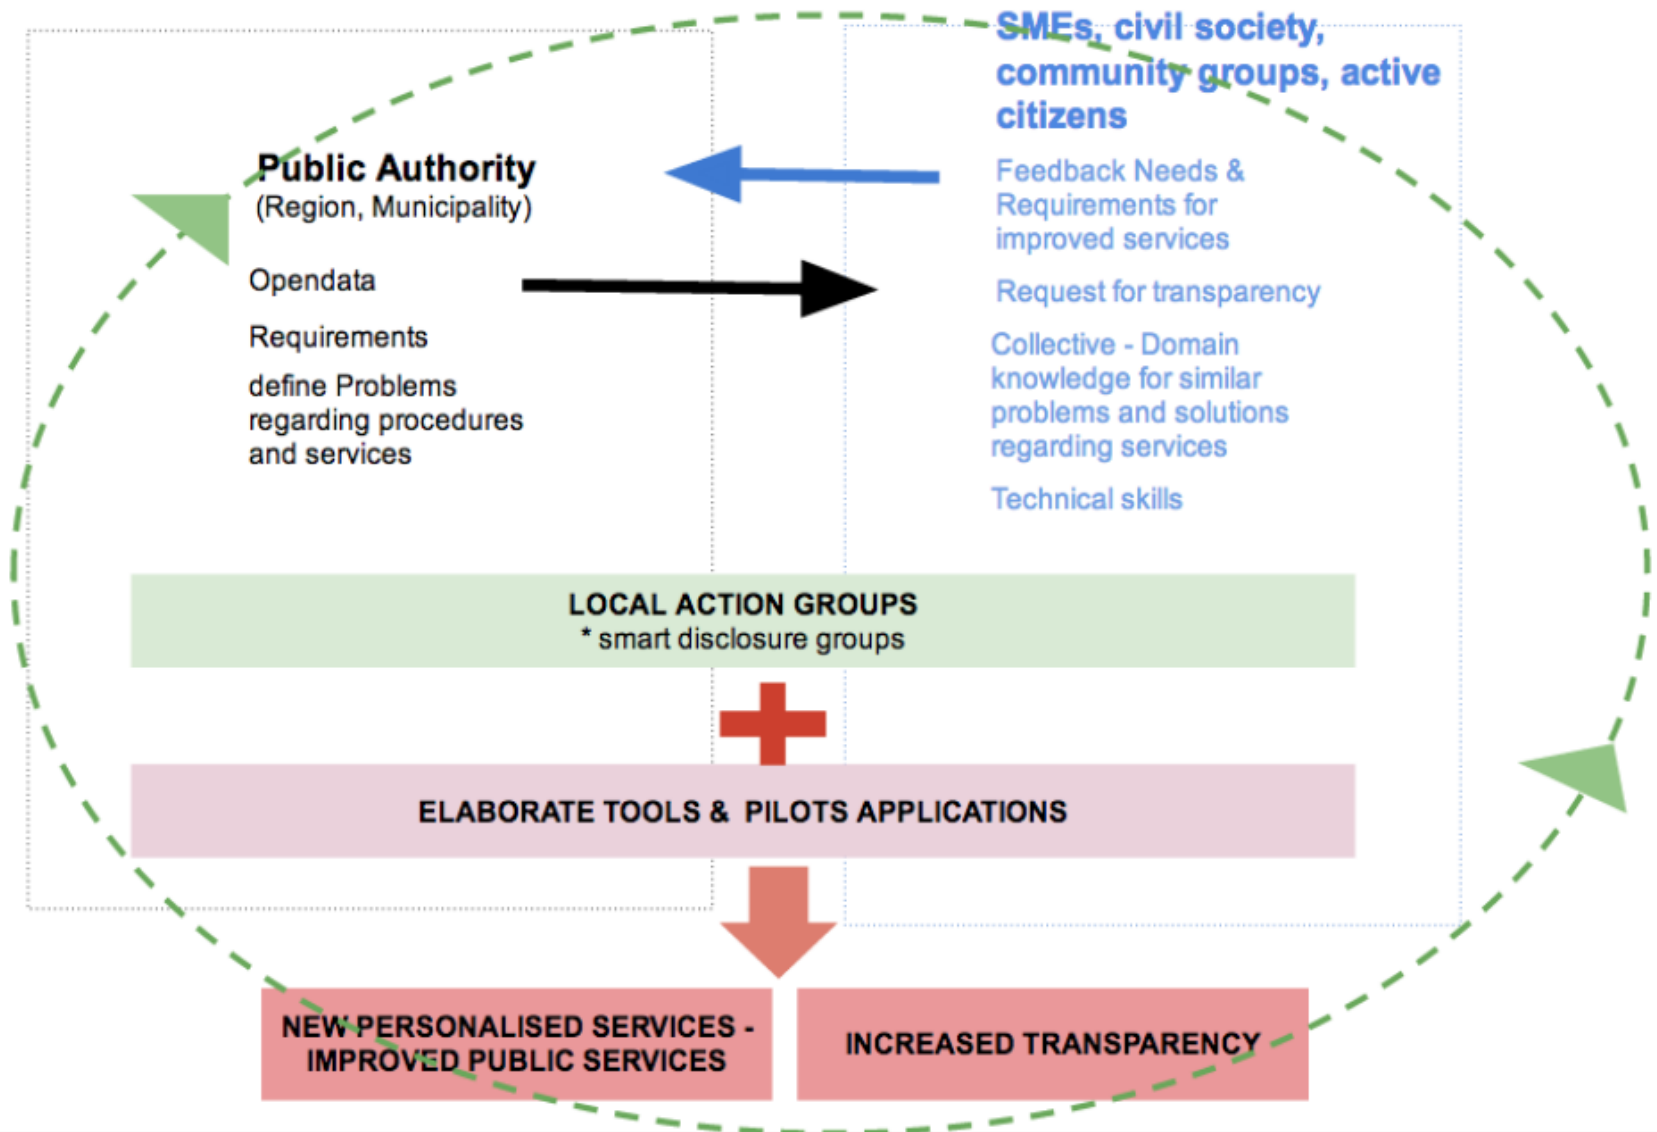 SMEs, civil society,
community groups, active
citizens
Public Authority
(Region, Municipality)
Opendata
Requirements
define Problems
regarding procedures
and services
Feedback Needs &
Requirements for
improved services
Request for transparency
Collective - Domain
knowledge for similar
problems and solutions
regarding services
Technical skills
LOCAL ACTION GROUPS
* smart disclosure groups
ELABORATE TOOLS & PILOTS APPLICATIONS
NEW PERSONALISED SERVICES -
IMPROVED PUBLIC SERVICES
INCREASED TRANSPARENCY